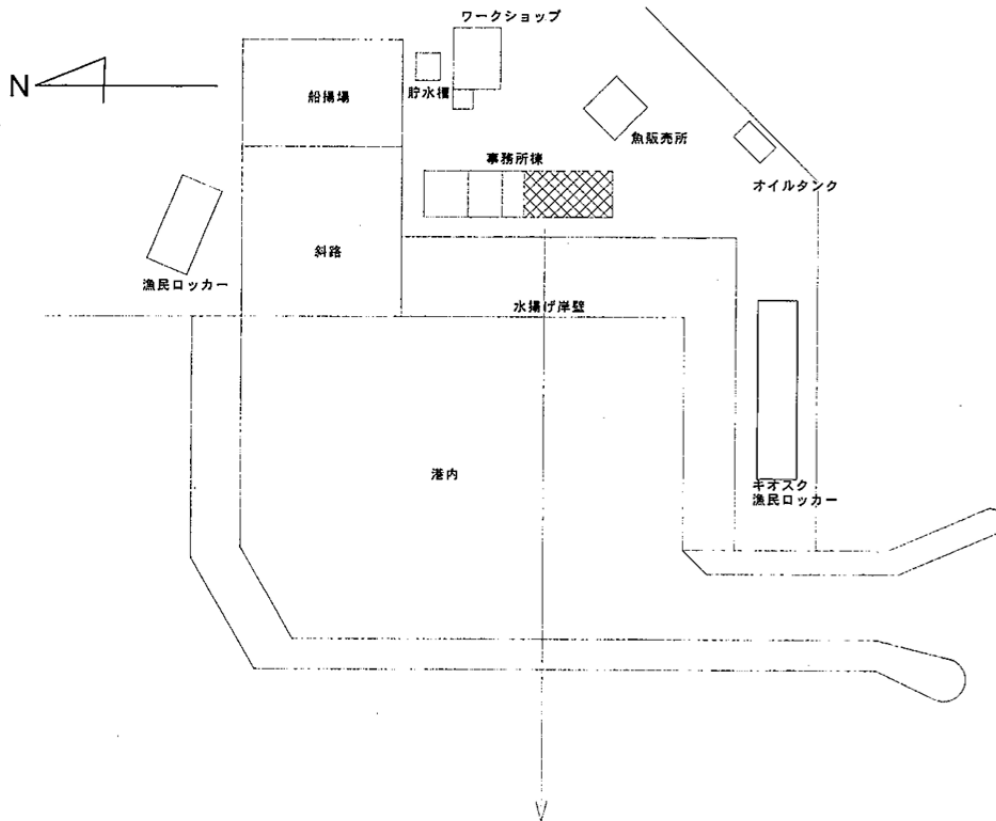 ワークショップ
N
船揚場
貯水槽
魚販売所
事務所棟
オイルタンク
斜路
漁民ロッカー
水揚げ岸壁
港内
キオスク
漁民ロッカー